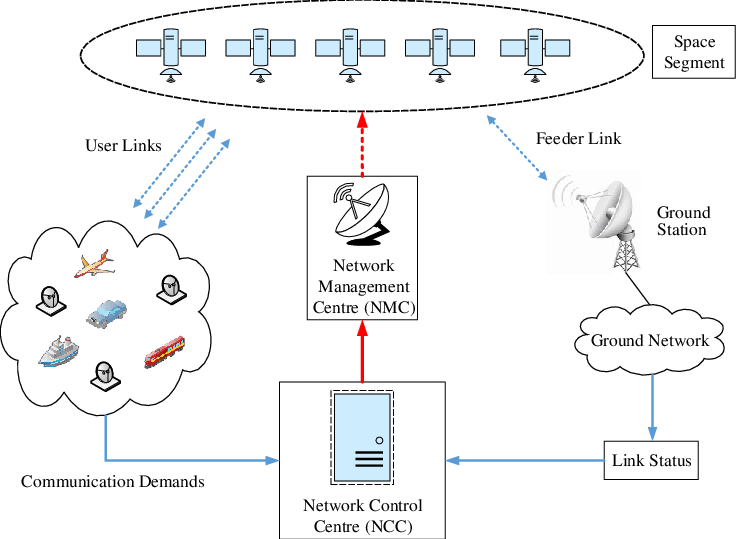 Space
Segment
User Links
Feeder Link
Ground
Station
Network
Management
Centre (NMC)
Ground Network
Link Status
Communication Demands
Network Control
Centre (NCC)